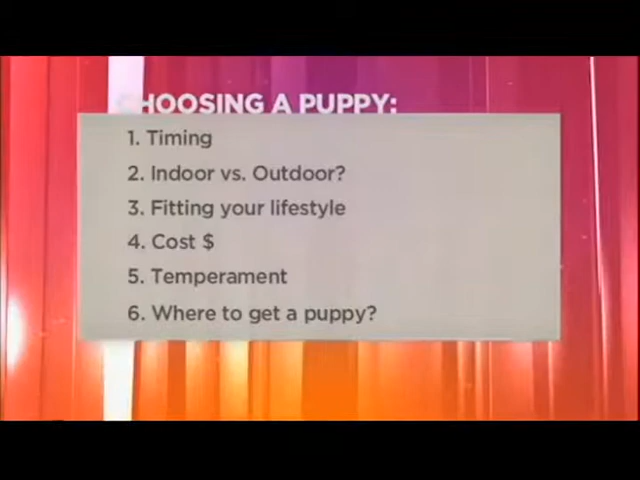 CHOOSING A PUPPY:
1. Timing
2. Indoor vs. Outdoor?
3. Fitting your lifestyle
4. Cost $
5. Temperament
6. Where to get a puppy?